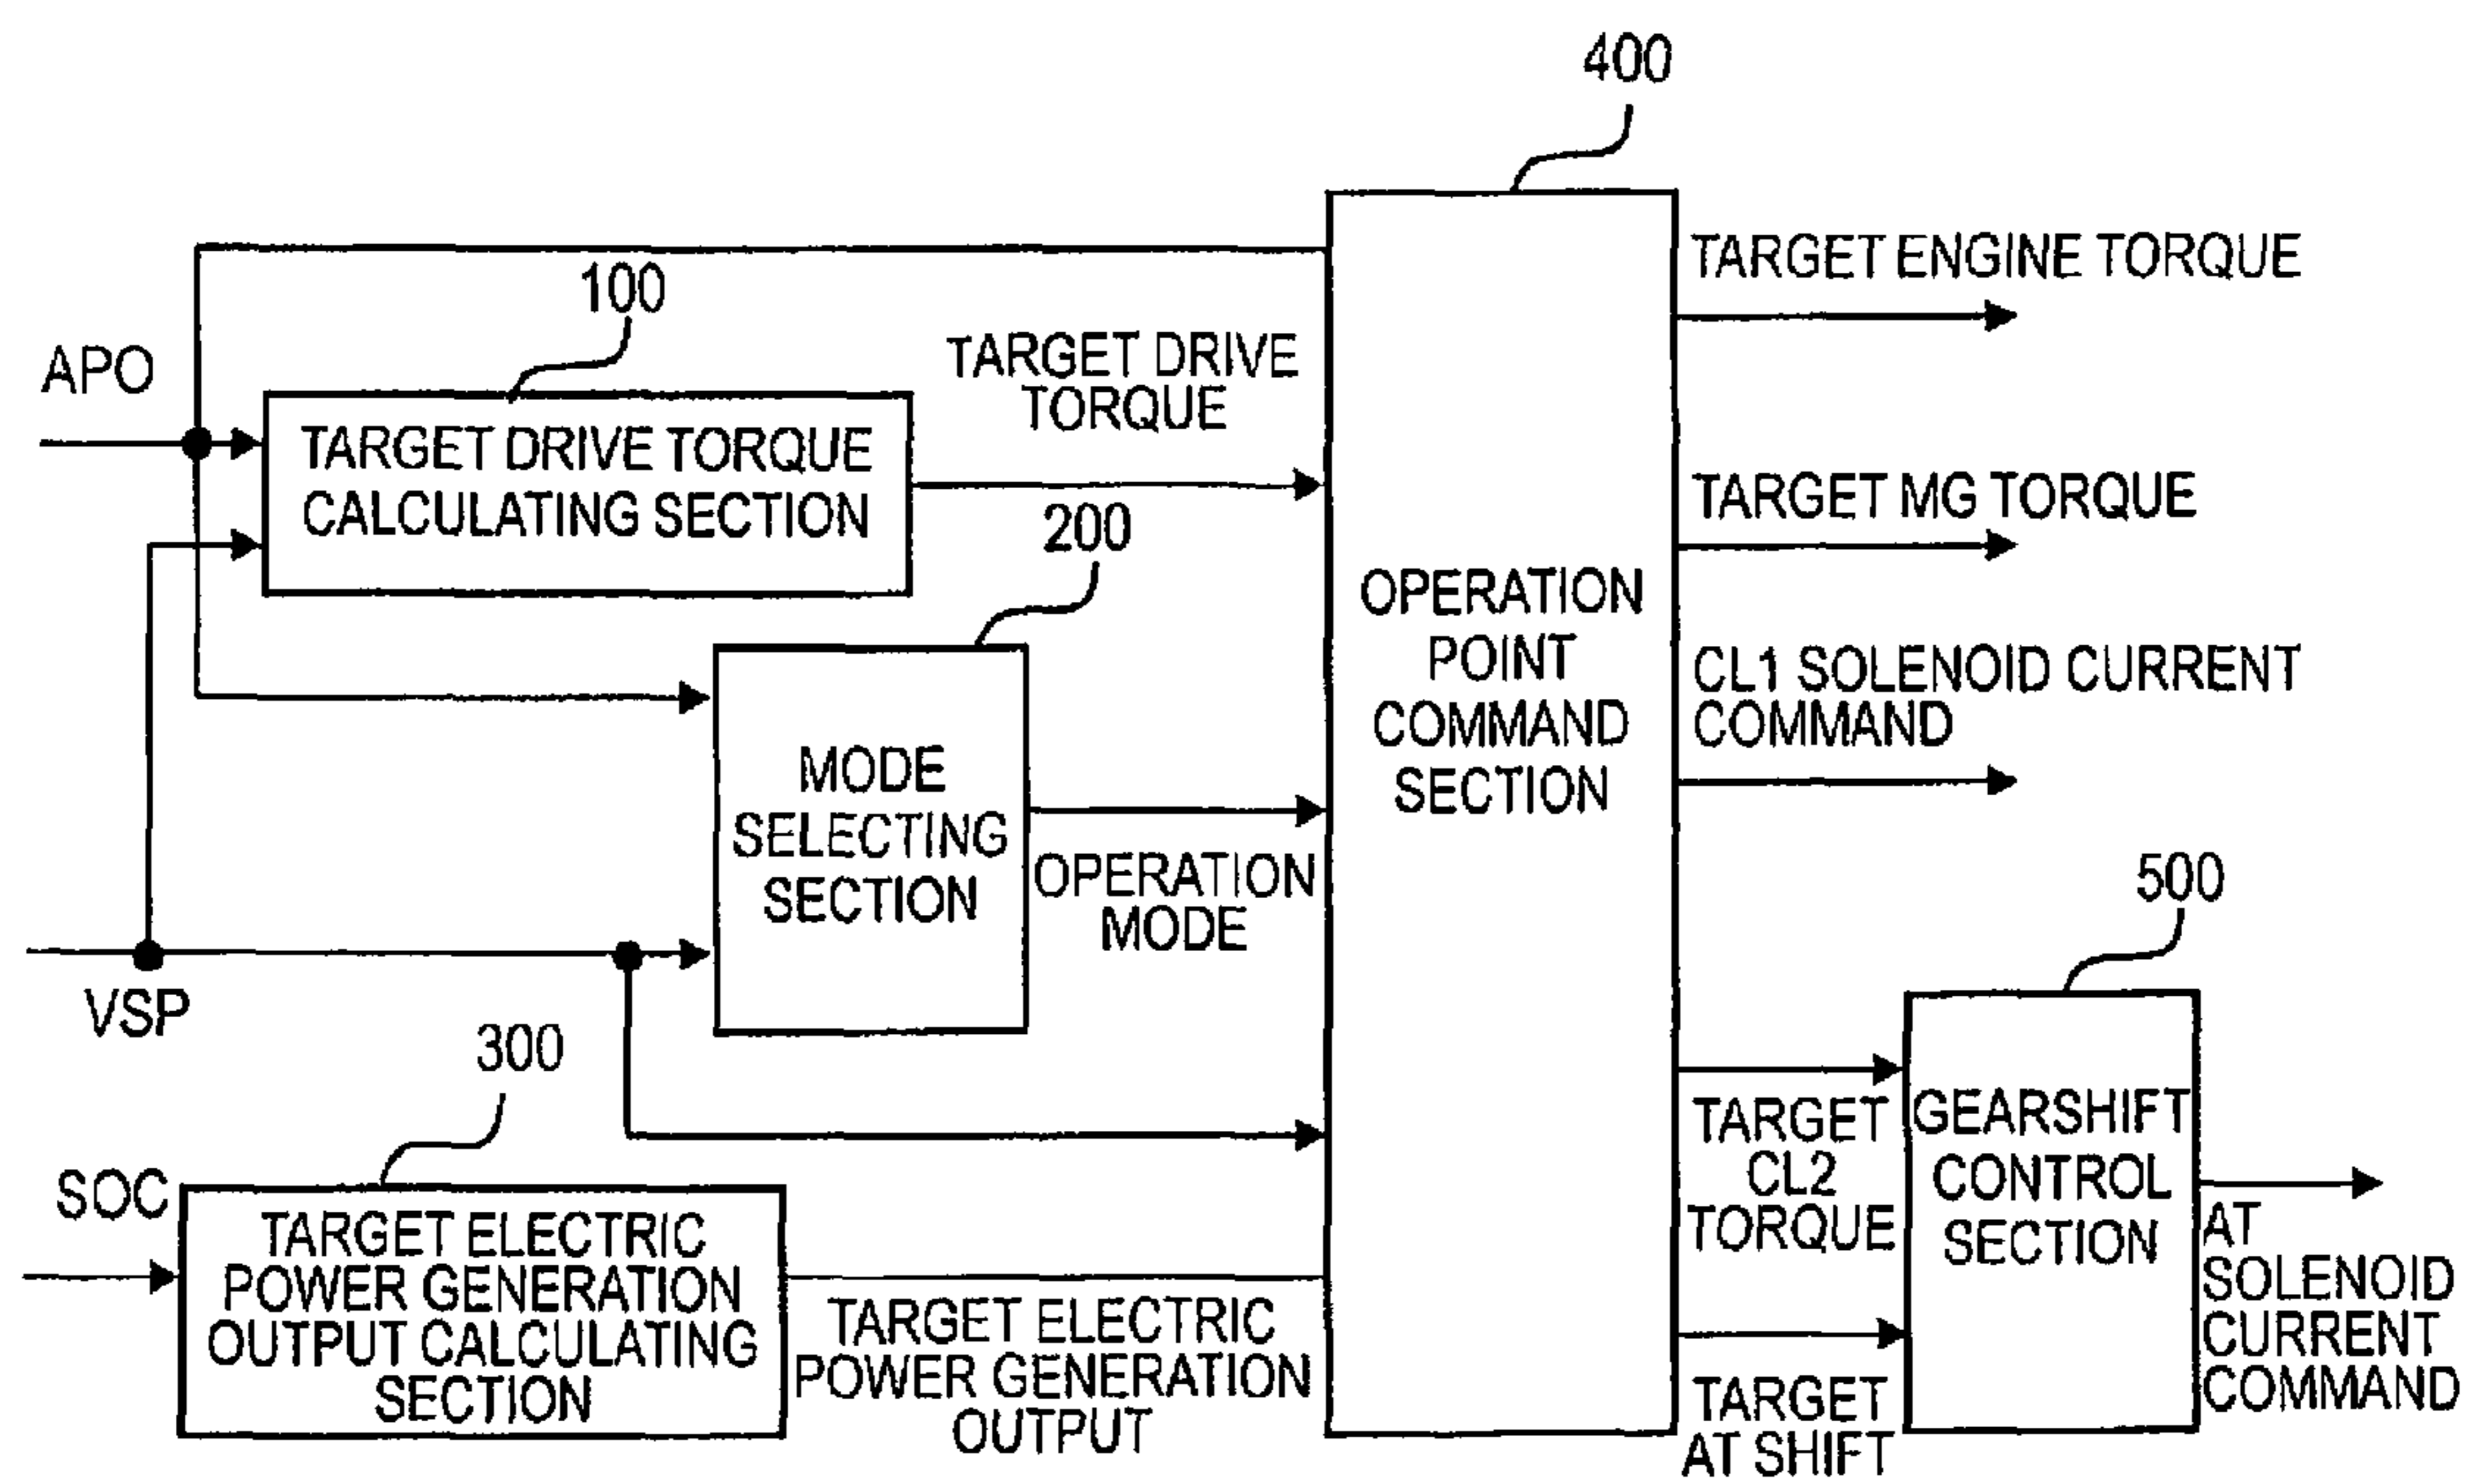 400
TARGET ENGINE TORQUE
100
APO
TARGET DRIVE
TORQUE
TARGET DRIVE TORQUE
CALCULATING SECTION
TARGET MG TORQUE
200
OPERATION
POINT
COMMAND
SECTION
CL1 SOLENOID CURRENT
COMMAND
MODE
SELECTING
SECTION
OPERATION
MODE
500
VSP
300
SOC
TARGET ELECTRIC
POWER GENERATION
OUTPUT CALCULATING
SECTION
TARGET ELECTRIC
POWER GENERATION
OUTPUT
TARGET
CL2
TORQUE
GEARSHIFT
CONTROL
SECTION
TARGET
AT SHIFT
AT
SOLENOID
CURRENT
COMMAND